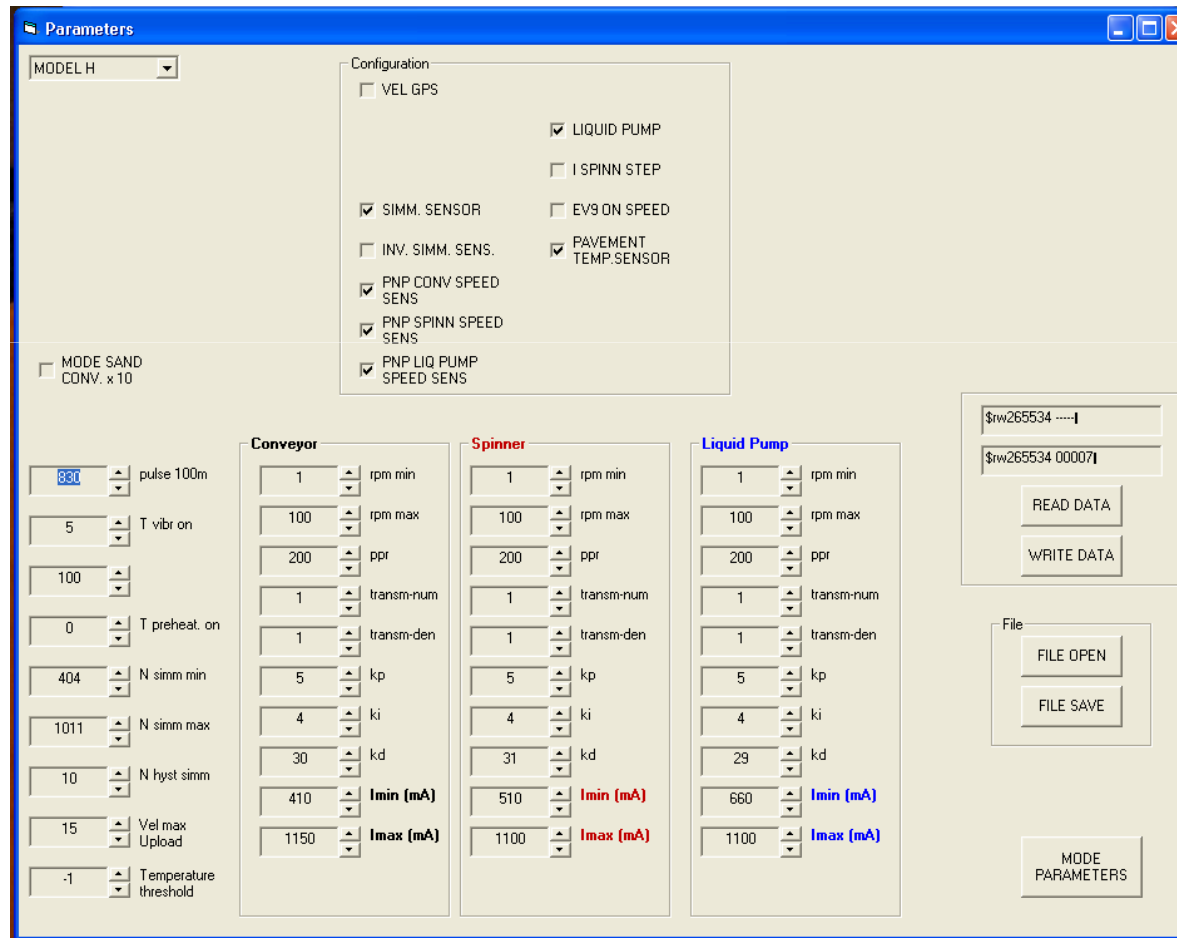 Parameters
MODEL H
Configuration
VEL GPS
LIQUID PUMP
I SPINN STEP
SIMM. SENSOR
EV9 ON SPEED
INV. SIMM. SENS.
PAVEMENT
TEMP.SENSOR
PNP CONV SPEED
SENS
PNP SPINN SPEED
SENS
PNP LIQ PUMP
SPEED SENS
MODE SAND
CONV. x 10
830 pulse 100m
5 T vibr on
100
0 T preheat. on
404 N simm min
1011 N simm max
10 N hyst simm
15 Vel max
Upload
-1 Temperature
threshold
Conveyor
1 rpm min
100 rpm max
200 ppr
1 transm-num
1 transm-den
5 kp
4 ki
30 kd
410 Imin (mA)
1150 Imax (mA)
Spinner
1 rpm min
100 rpm max
200 ppr
1 transm-num
1 transm-den
5 kp
4 ki
31 kd
510 Imin (mA)
1100 Imax (mA)
Liquid Pump
1 rpm min
100 rpm max
200 ppr
1 transm-num
1 transm-den
5 kp
4 ki
29 kd
660 Imin (mA)
1100 Imax (mA)
$rw265534 -----
$rw265534 00007
READ DATA
WRITE DATA
File
FILE OPEN
FILE SAVE
MODE
PARAMETERS